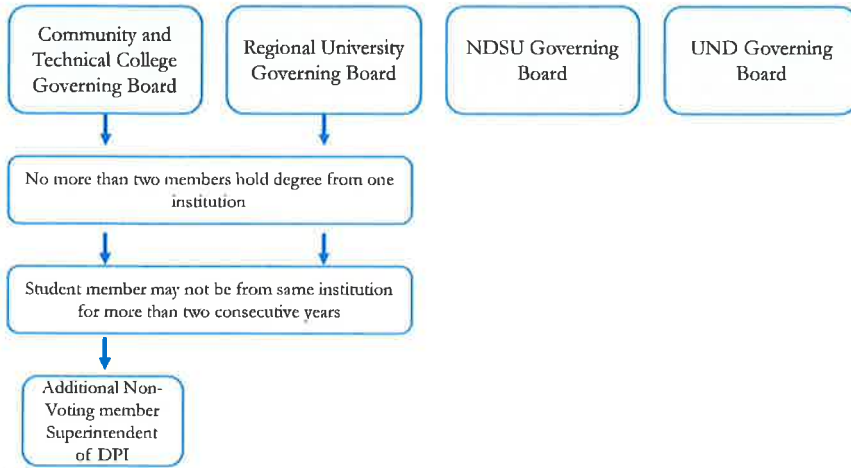 Community and
Technical College
Governing Board
Regional University
Governing Board
NDSU Governing
Board
UND Governing
Board
No more than two members hold degree from one
institution
Student member may not be from same institution
for more than two consecutive years
Additional Non-
Voting member
Superintendent
of DPI